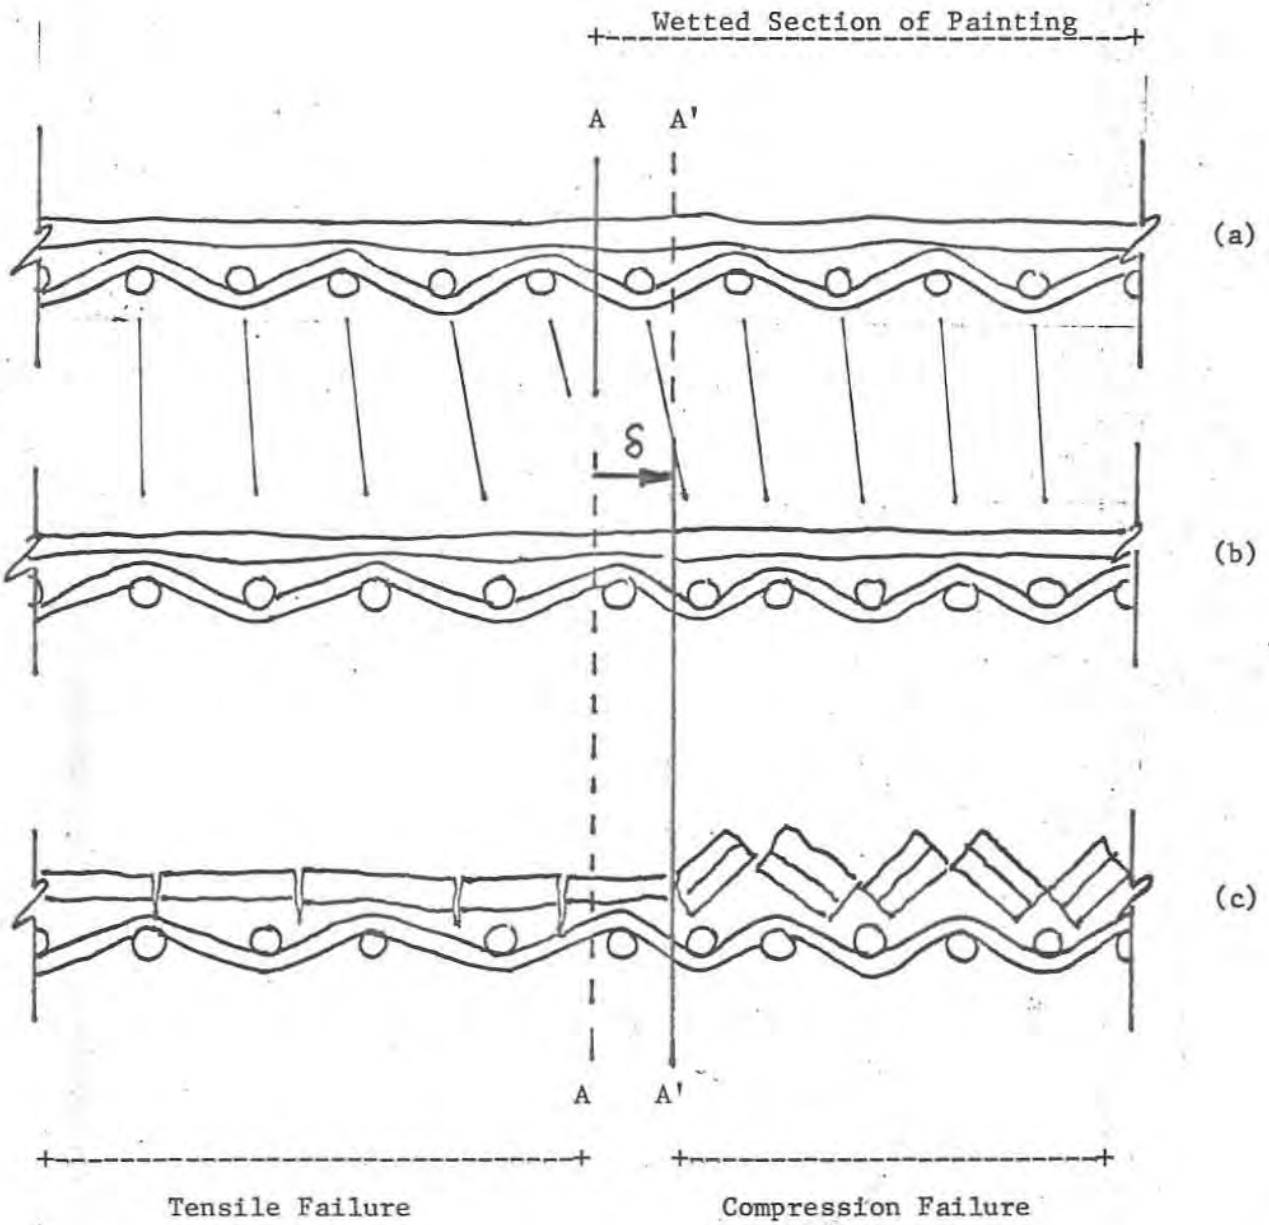 Wetted Section of Painting
A A'
(a)
δ
(b)
(c)
A A'
Tensile Failure Compression Failure